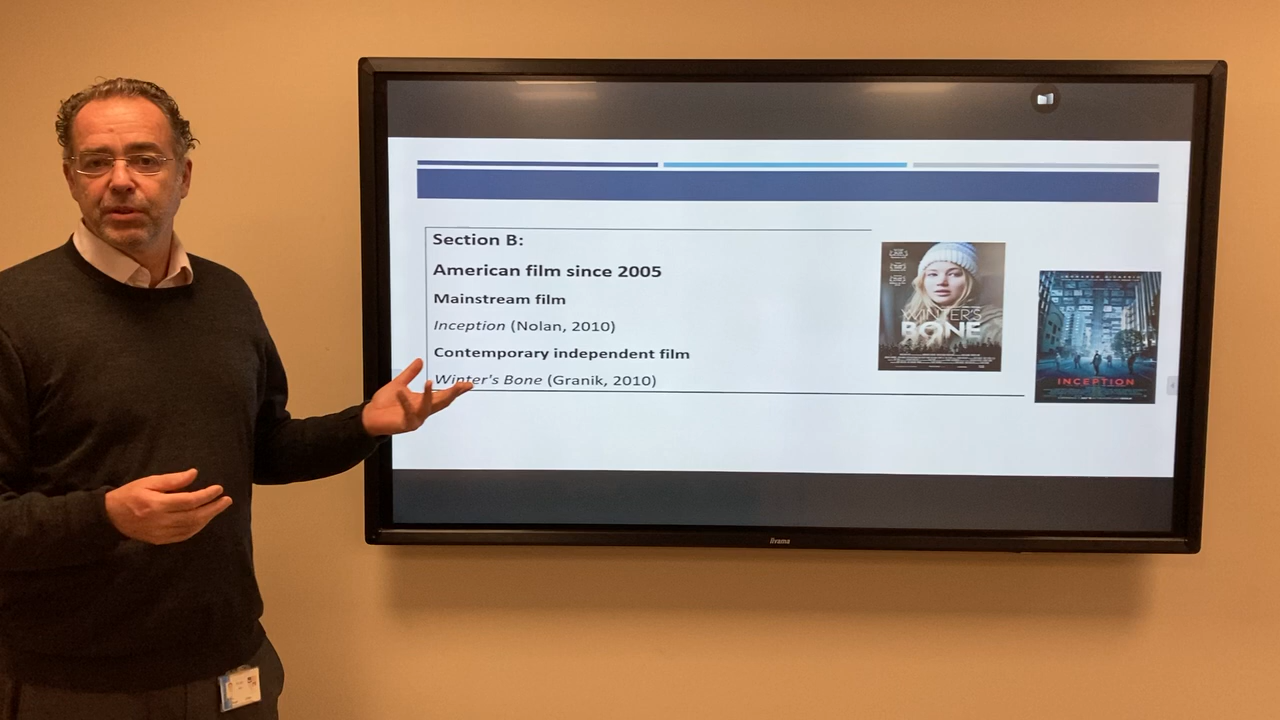 Section B:
American film since 2005
Mainstream film
Inception (Nolan, 2010)
Contemporary independent film
Winter's Bone (Granik, 2010)
WINTER'S
BONE
INCEPTION
iiyama